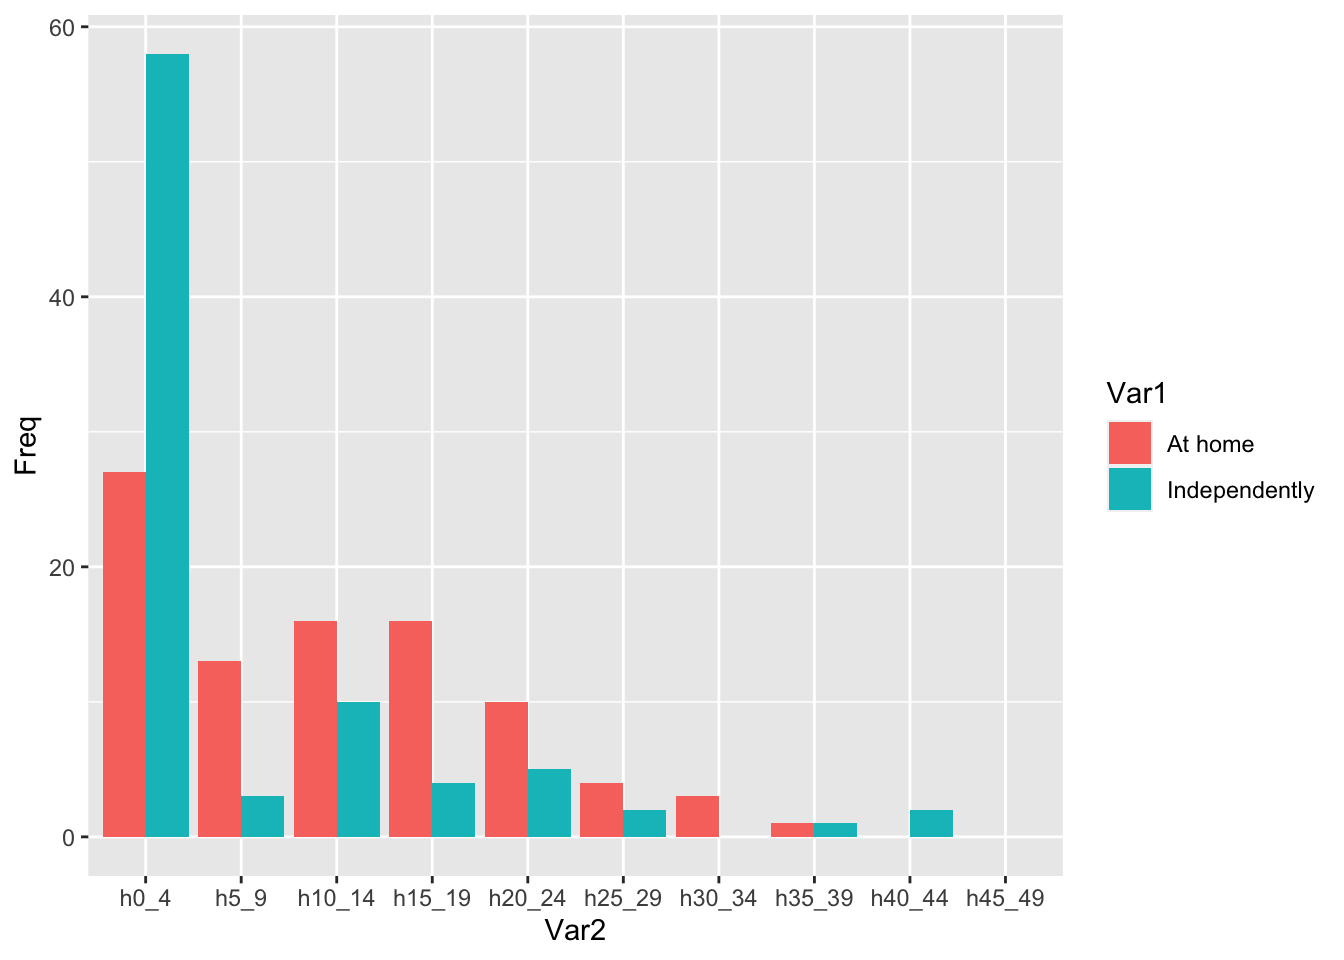 60
40
20
0
Freq
h0_4 h5_9 h10_14 h15_19 h20_24 h25_29 h30_34 h35_39 h40_44 h45_49
Var2
Var1
At home
Independently